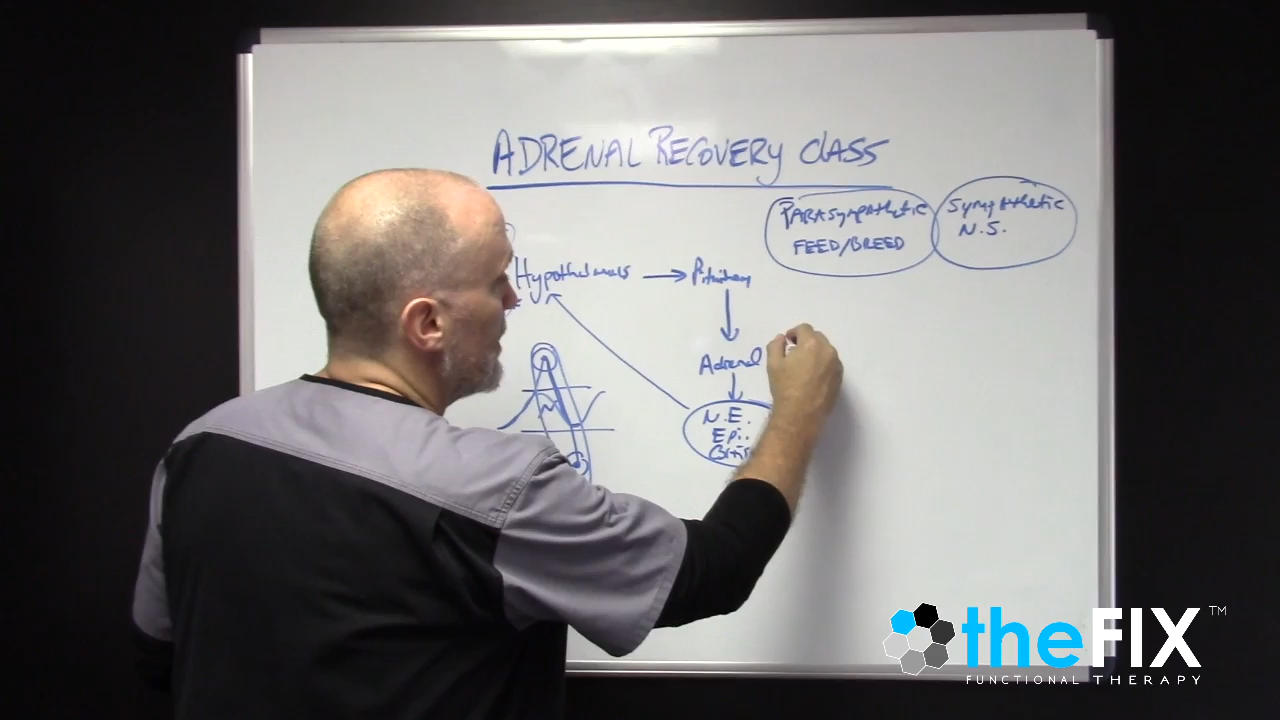 ADRENAL RECOVERY CLASS
PARASYMPATHETIC
FEED/BREED
SYMPATHETIC
N.S.
Hypothalamus
Pituitary
Adrenal
N.E.
Epi.
theFIX™
FUNCTIONAL THERAPY